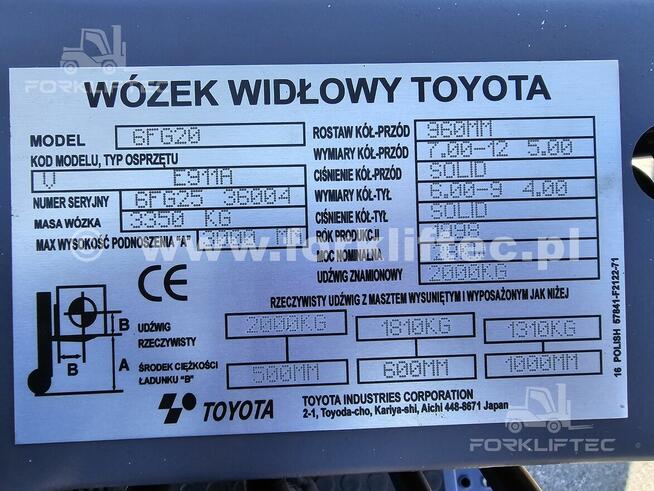 FORKLIFTEC
WÓZEK WIDŁOWY TOYOTA
MODEL 6FG20
KOD MODELU, TYP OSPRZĘTU
V E911A
NUMER SERYJNY 6FG25 36004
MASA WÓZKA 3350 KG
MAX WYSOKOŚĆ PODNOSZENIA "A"
ROSTAW KÓŁ-PRZÓD 960MM
WYMIARY KÓŁ-PRZÓD 7.00-12 5.00
CIŚNIENIE KÓŁ-PRZÓD SOLID
WYMIARY KÓŁ-TYŁ 6.00-9 4.00
CIŚNIENIE KÓŁ-TYŁ SOLID
ROK PRODUKCJI
MOC NOMINALNA
UDŹWIG ZNAMIONOWY 2000KG
www.forkliftec.pl
CE
RZECZYWISTY UDŹWIG Z MASZTEM WYSUNIĘTYM I WYPOSAŻONYM JAK NIŻEJ
B
A
B
UDŹWIG RZECZYWISTY 2000KG 1810KG 1310KG
ŚRODEK CIĘŻKOŚCI ŁADUNKU "B" 500MM 600MM 1000MM
TOYOTA
TOYOTA INDUSTRIES CORPORATION
2-1, Toyoda-cho, Kariya-shi, Aichi 448-8671 Japan
16 POLISH 57841-F2122-71
FORKLIFTEC